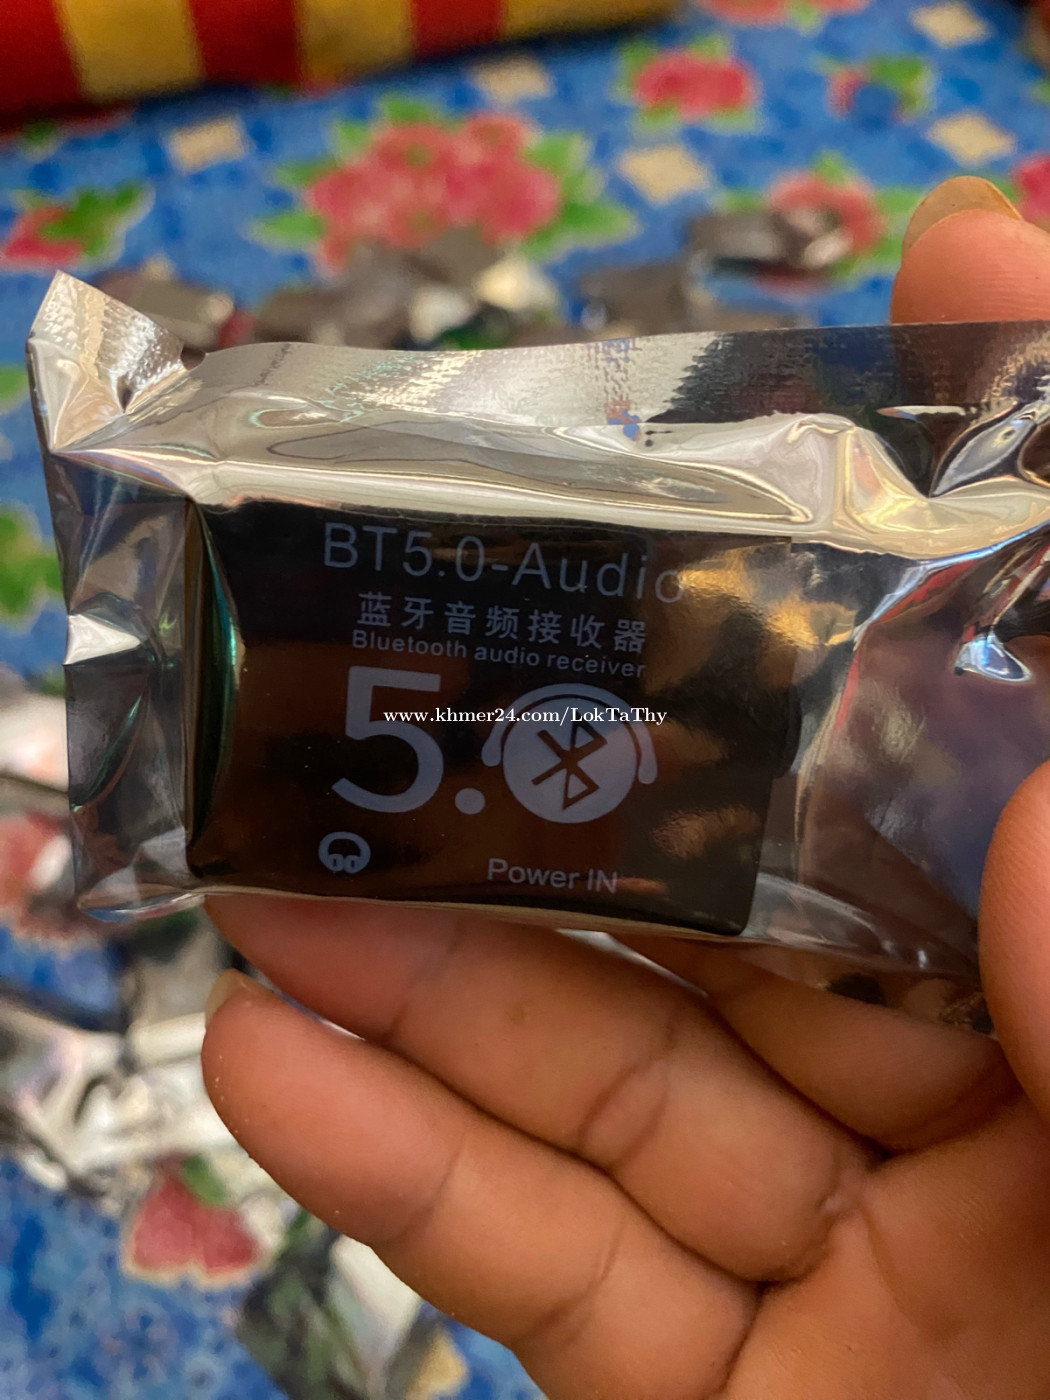 BT5.0-Audio
蓝牙音频接收器
Bluetooth audio receiver
5.0
www.khmer24.com/LokTaThy
Power IN